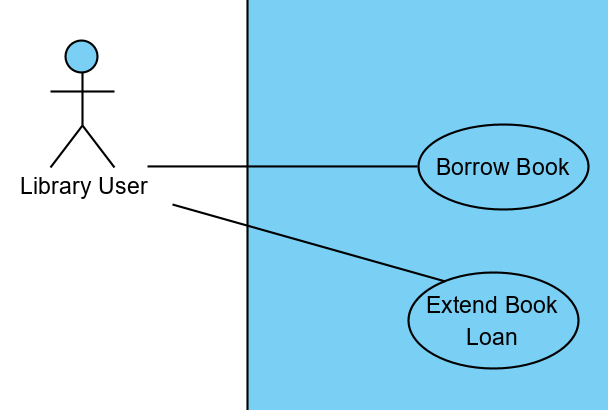 Borrow Book
Library User
Extend Book
Loan